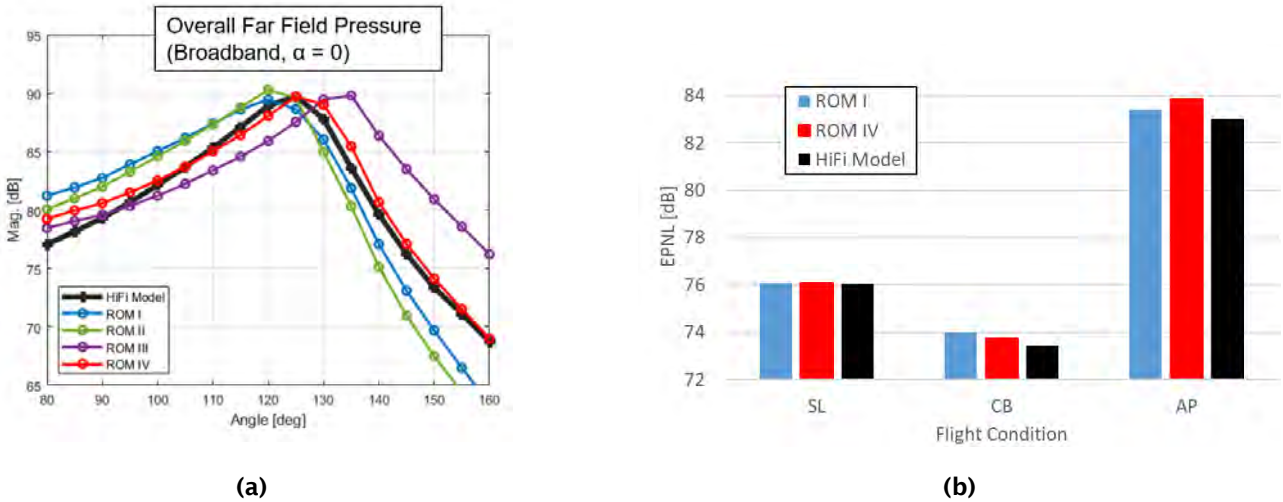 Overall Far Field Pressure
(Broadband, α = 0)
95
90
85
80
75
70
65
Mag. [dB]
HiFi Model
ROM I
ROM II
ROM III
ROM IV
80 90 100 110 120 130 140 150 160
Angle [deg]
(a)
84
82
80
78
76
74
72
EPNL [dB]
ROM I
ROM IV
HiFi Model
SL CB AP
Flight Condition
(b)